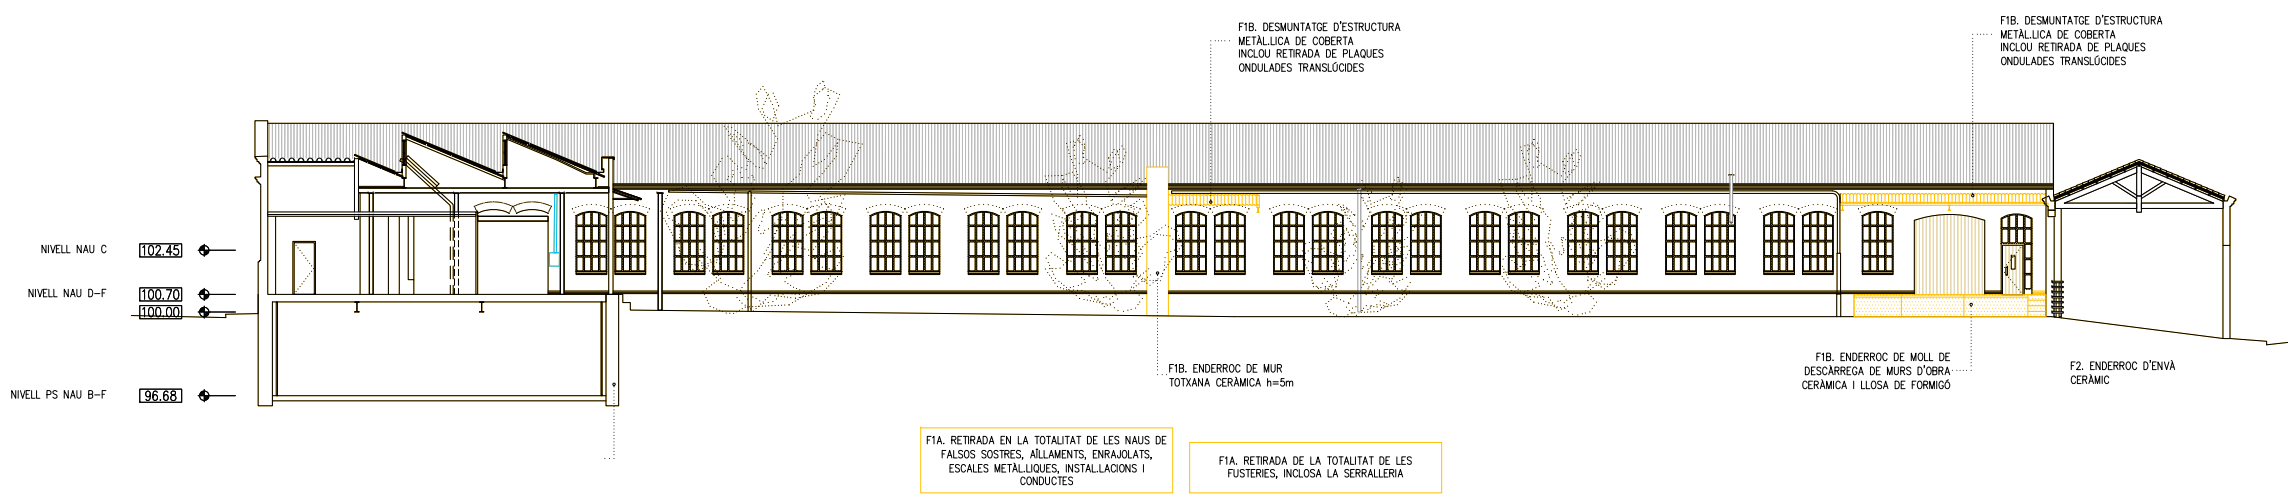 F1B. DESMUNTATGE D'ESTRUCTURA
METÀL.LICA DE COBERTA
INCLOU RETIRADA DE PLAQUES
ONDULADES TRANSLÚCIDES
F1B. DESMUNTATGE D'ESTRUCTURA
METÀL.LICA DE COBERTA
INCLOU RETIRADA DE PLAQUES
ONDULADES TRANSLÚCIDES
NIVELL NAU C 102.45
NIVELL NAU D-F 100.70
100.00
NIVELL PS NAU B-F 96.68
F1B. ENDERROC DE MUR
TOTXANA CERÀMICA h=5m
F1B. ENDERROC DE MOLL DE
DESCÀRREGA DE MURS D'OBRA
CERÀMICA I LLOSA DE FORMIGÓ
F2. ENDERROC D'ENVÀ
CERÀMIC
F1A. RETIRADA EN LA TOTALITAT DE LES NAUS DE
FALSOS SOSTRES, AÏLLAMENTS, ENRAJOLATS,
ESCALES METÀL.LIQUES, INSTAL.LACIONS I
CONDUCTES
F1A. RETIRADA DE LA TOTALITAT DE LES
FUSTERIES, INCLOSA LA SERRALLERIA